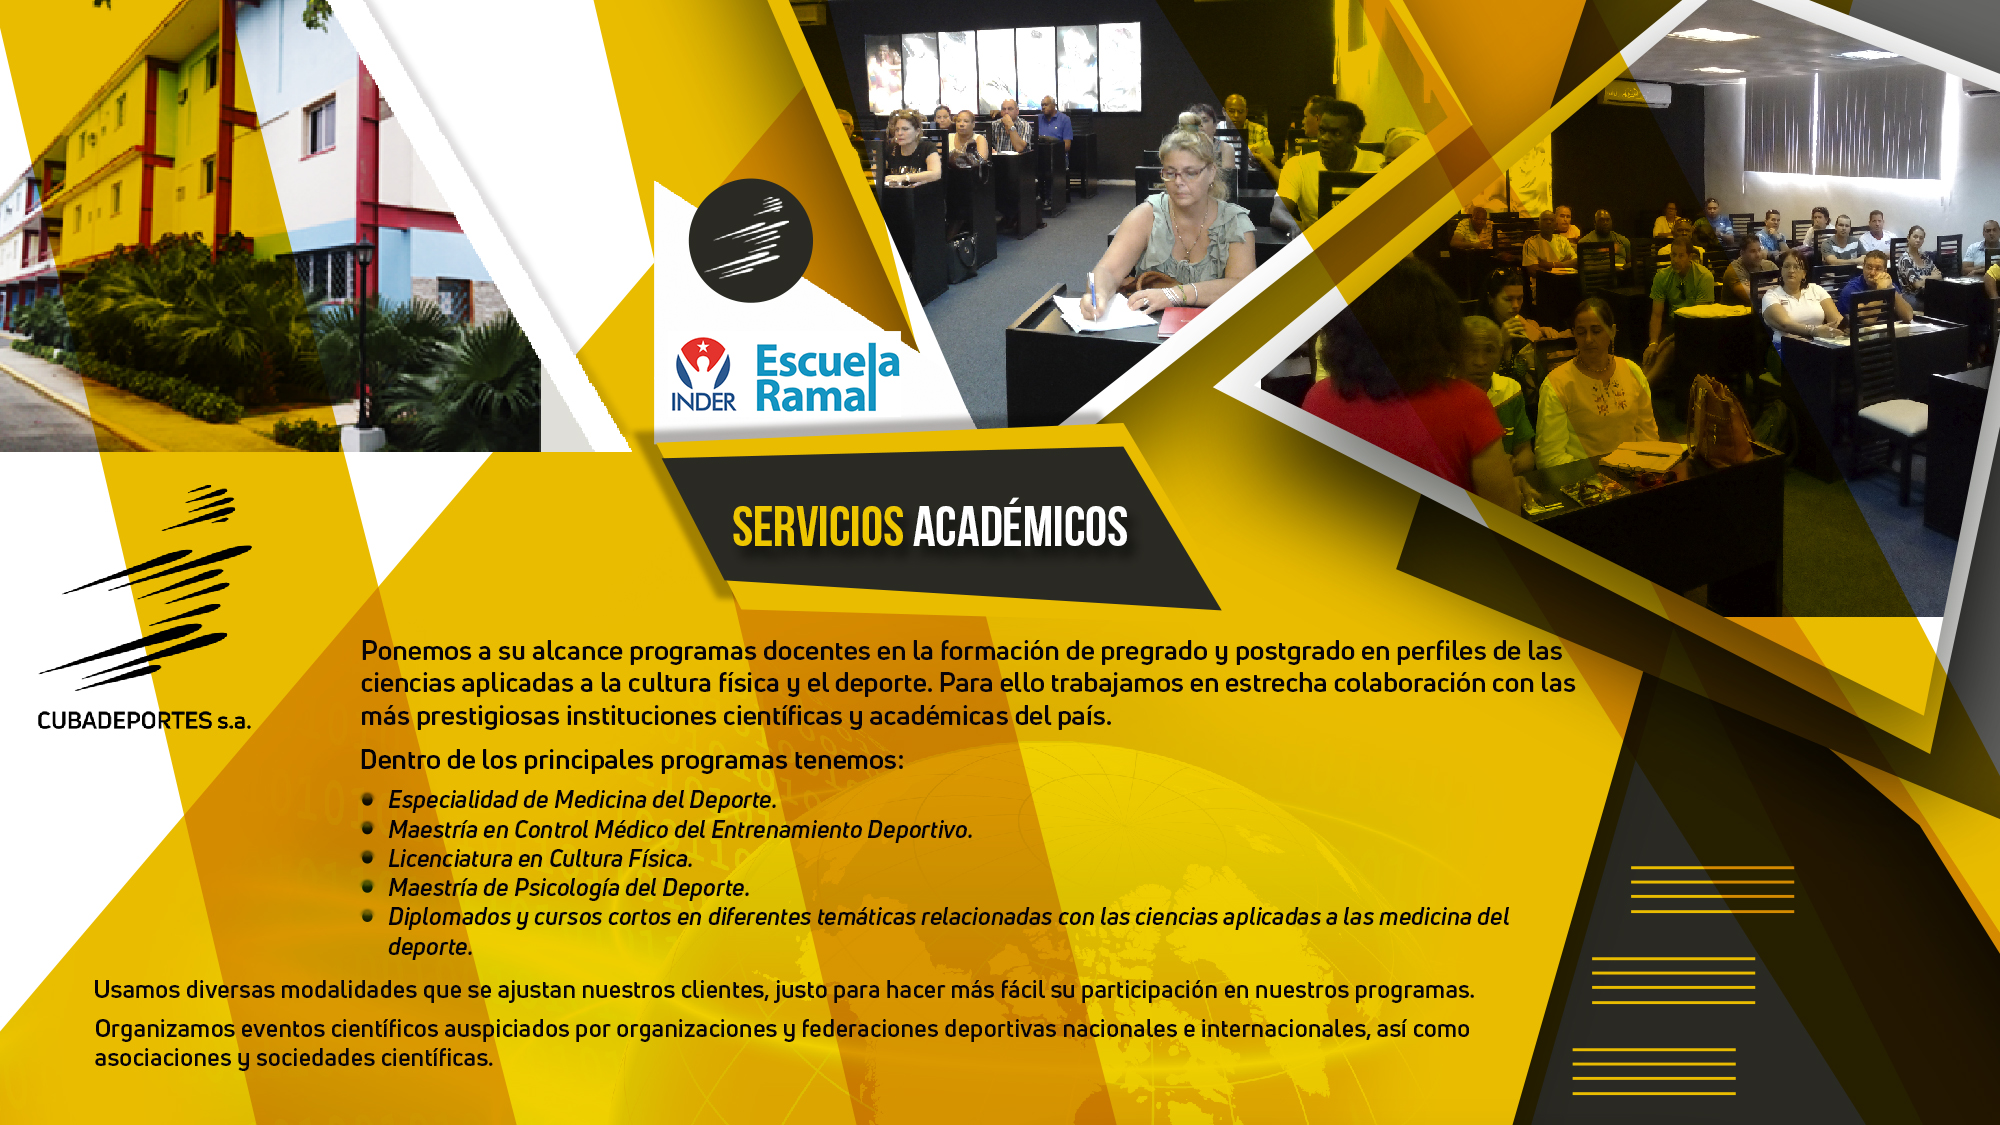 INDER
Escuela
Ramal
SERVICIOS ACADÉMICOS
CUBADEPORTES s.a.
Ponemos a su alcance programas docentes en la formación de pregrado y postgrado en perfiles de las
ciencias aplicadas a la cultura física y el deporte. Para ello trabajamos en estrecha colaboración con las
más prestigiosas instituciones científicas y académicas del país.
Dentro de los principales programas tenemos:
Especialidad de Medicina del Deporte.
Maestría en Control Médico del Entrenamiento Deportivo.
Licenciatura en Cultura Física.
Maestría de Psicología del Deporte.
Diplomados y cursos cortos en diferentes temáticas relacionadas con las ciencias aplicadas a las medicina del
deporte.
Usamos diversas modalidades que se ajustan nuestros clientes, justo para hacer más fácil su participación en nuestros programas.
Organizamos eventos científicos auspiciados por organizaciones y federaciones deportivas nacionales e internacionales, así como
asociaciones y sociedades científicas.